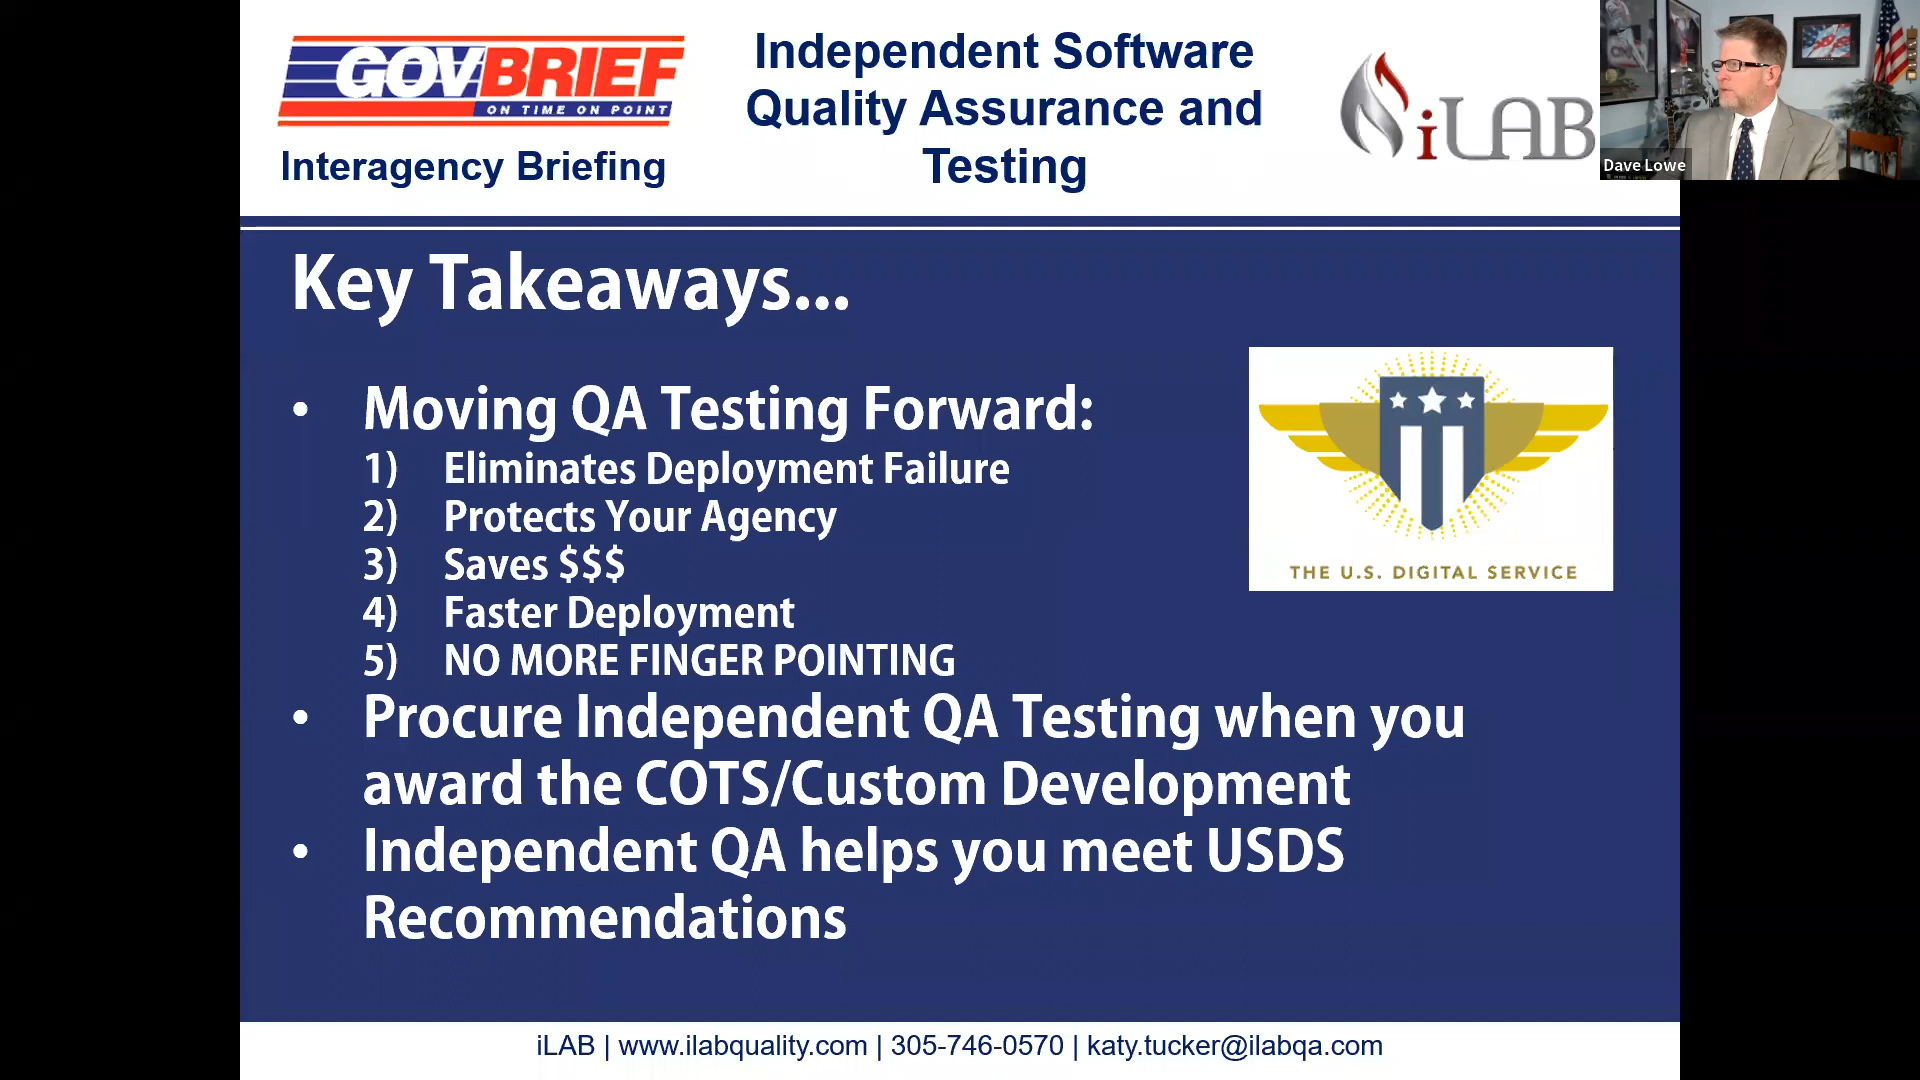 GOVBRIEF
ON TIME ON POINT
Interagency Briefing
Independent Software
Quality Assurance and
Testing
iLAB
Dave Lowe
Key Takeaways...
• Moving QA Testing Forward:
1) Eliminates Deployment Failure
2) Protects Your Agency
3) Saves $$$
4) Faster Deployment
5) NO MORE FINGER POINTING
• Procure Independent QA Testing when you
award the COTS/Custom Development
• Independent QA helps you meet USDS
Recommendations
THE U.S. DIGITAL SERVICE
iLAB | www.ilabquality.com | 305-746-0570 | katy.tucker@ilabqa.com